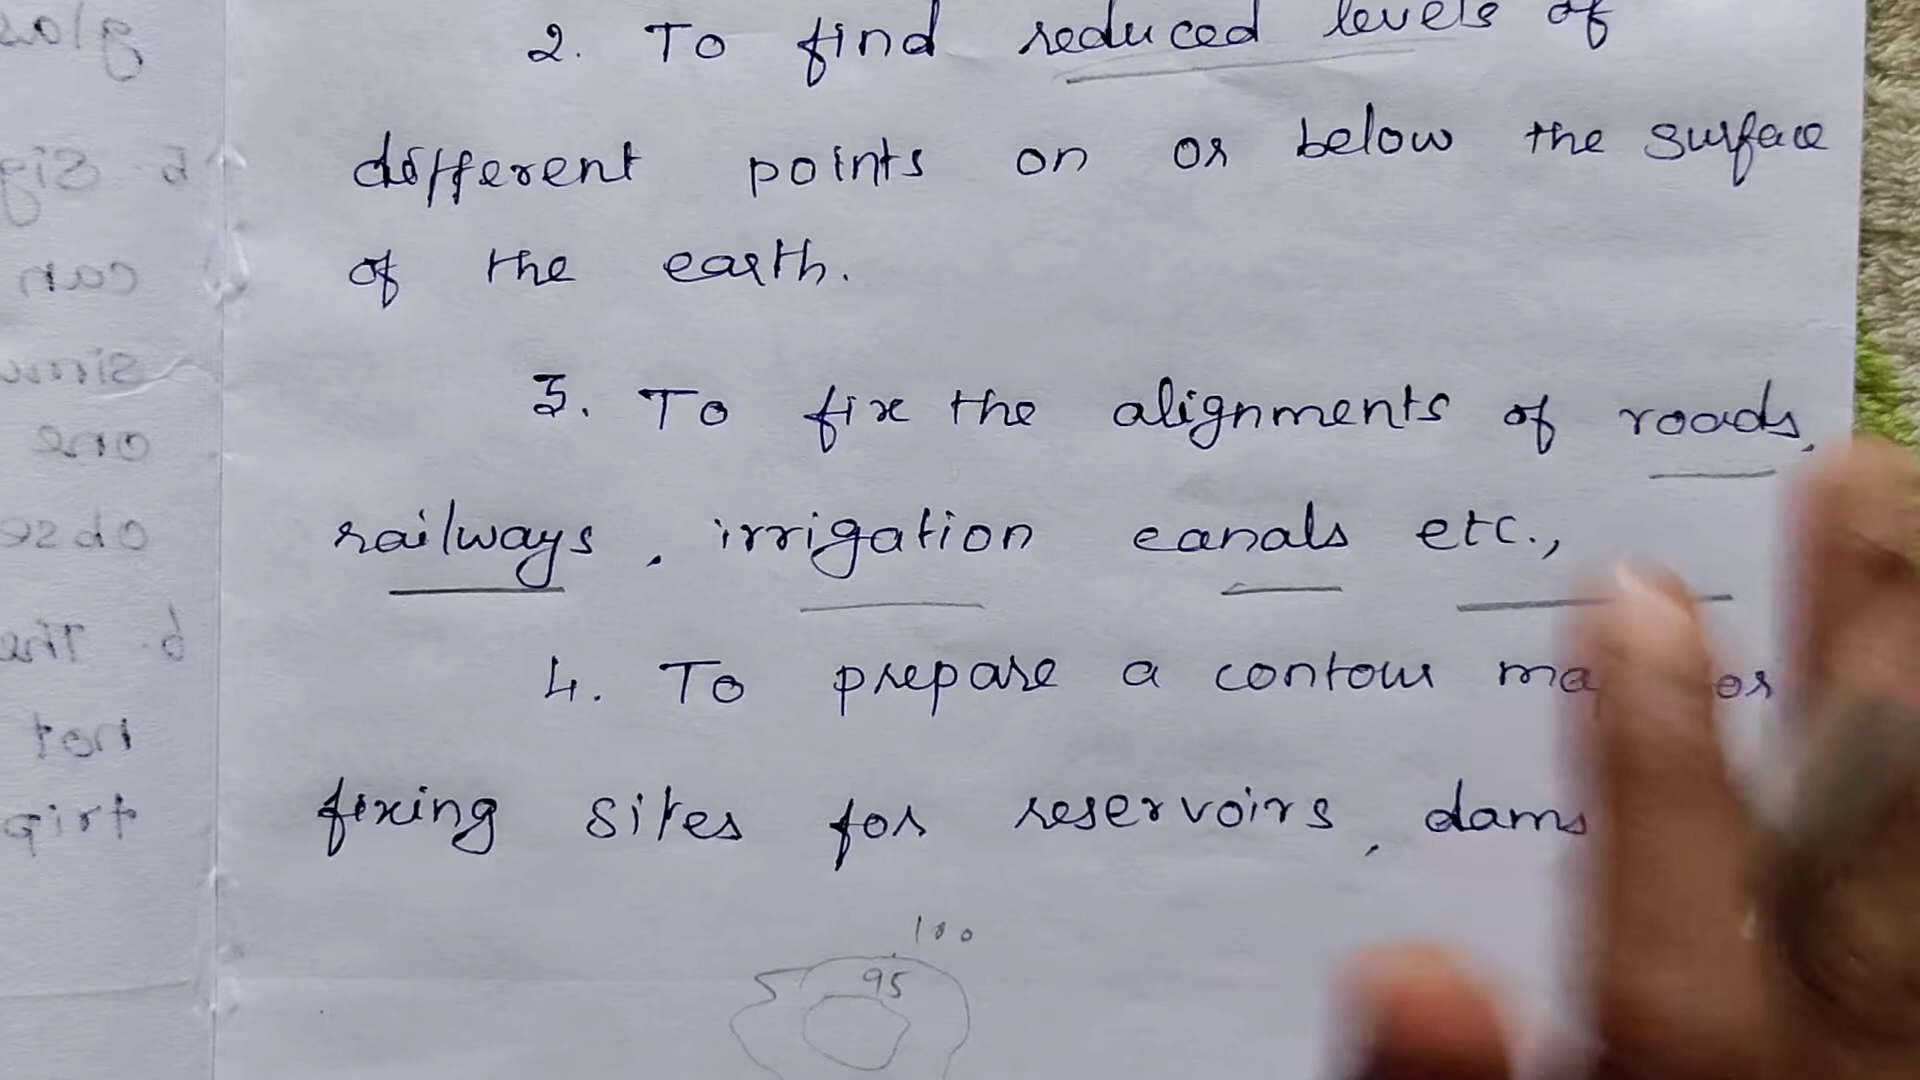 2. To find reduced levels of
different points on or below the surface
of the earth.
3. To fix the alignments of roads,
railways, irrigation canals etc.,
4. To prepare a contour
fixing sites for reservoirs, dams
100
95